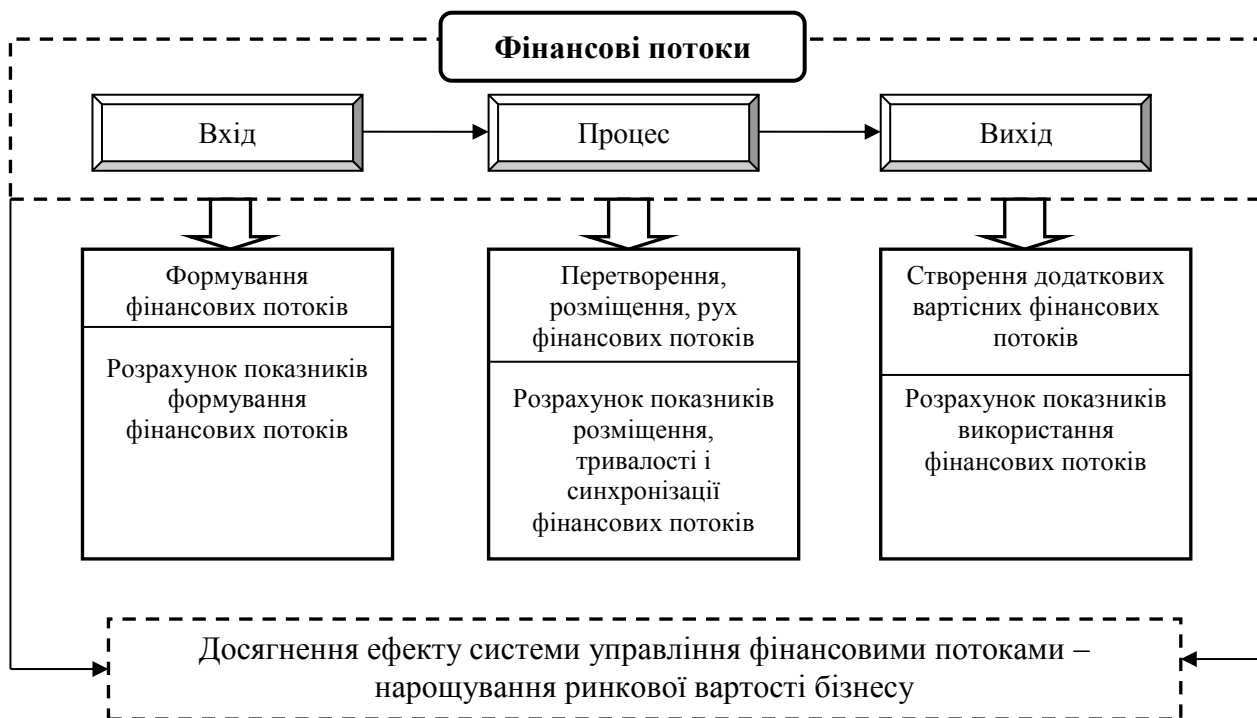 Фінансові потоки
Вхід
Процес
Вихід
Формування
фінансових потоків
Розрахунок показників
формування
фінансових потоків
Перетворення,
розміщення, рух
фінансових потоків
Розрахунок показників
розміщення,
тривалості і
синхронізації
фінансових потоків
Створення додаткових
вартісних фінансових
потоків
Розрахунок показників
використання
фінансових потоків
Досягнення ефекту системи управління фінансовими потоками –
нарощування ринкової вартості бізнесу